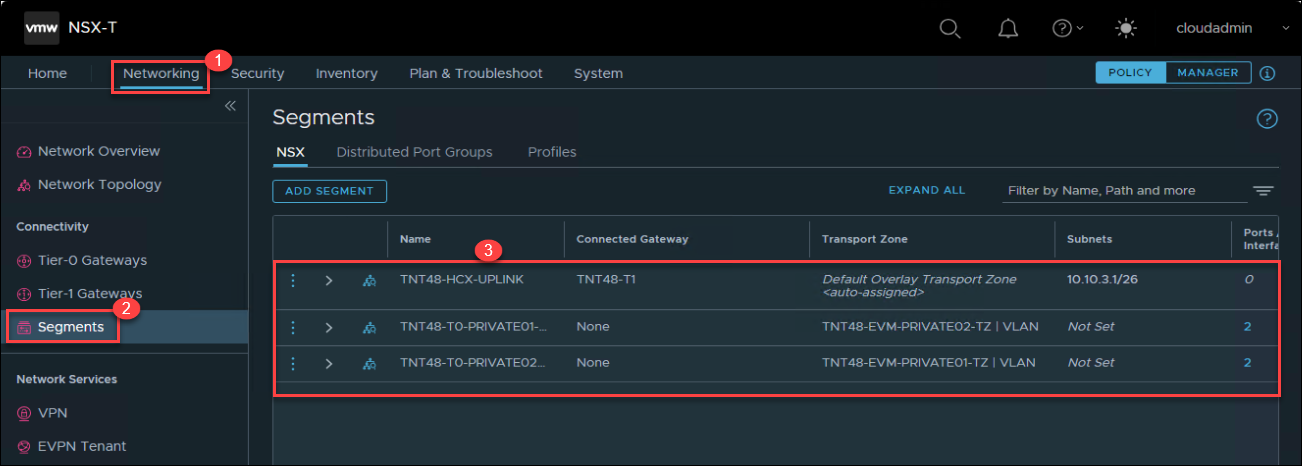 vmw NSX-T
cloudadmin
1
Home Networking Security Inventory Plan & Troubleshoot System
POLICY MANAGER
Network Overview
Network Topology
Connectivity
Tier-0 Gateways
Tier-1 Gateways
2
Segments
Network Services
VPN
EVPN Tenant
Segments
NSX Distributed Port Groups Profiles
ADD SEGMENT
EXPAND ALL
Filter by Name, Path and more
3
Name Connected Gateway Transport Zone Subnets Ports /
Interfa
TNT48-HCX-UPLINK TNT48-T1 Default Overlay Transport Zone 10.10.3.1/26 0
<auto-assigned>
TNT48-T0-PRIVATE01-... None TNT48-EVM-PRIVATE02-TZ | VLAN Not Set 2
TNT48-T0-PRIVATE02... None TNT48-EVM-PRIVATE01-TZ | VLAN Not Set 2